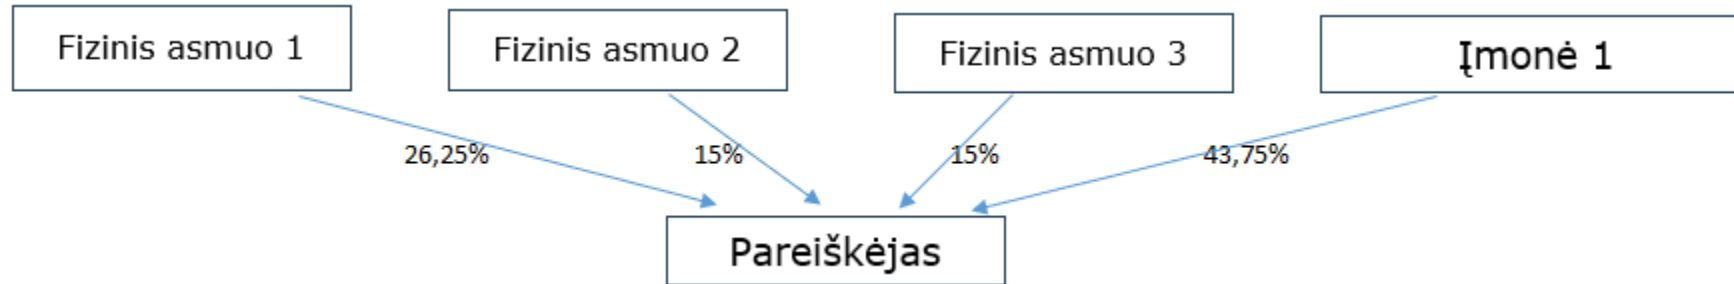 Fizinis asmuo 1
Fizinis asmuo 2
Fizinis asmuo 3
Įmonė 1
26,25%
15%
15%
43,75%
Pareiškėjas